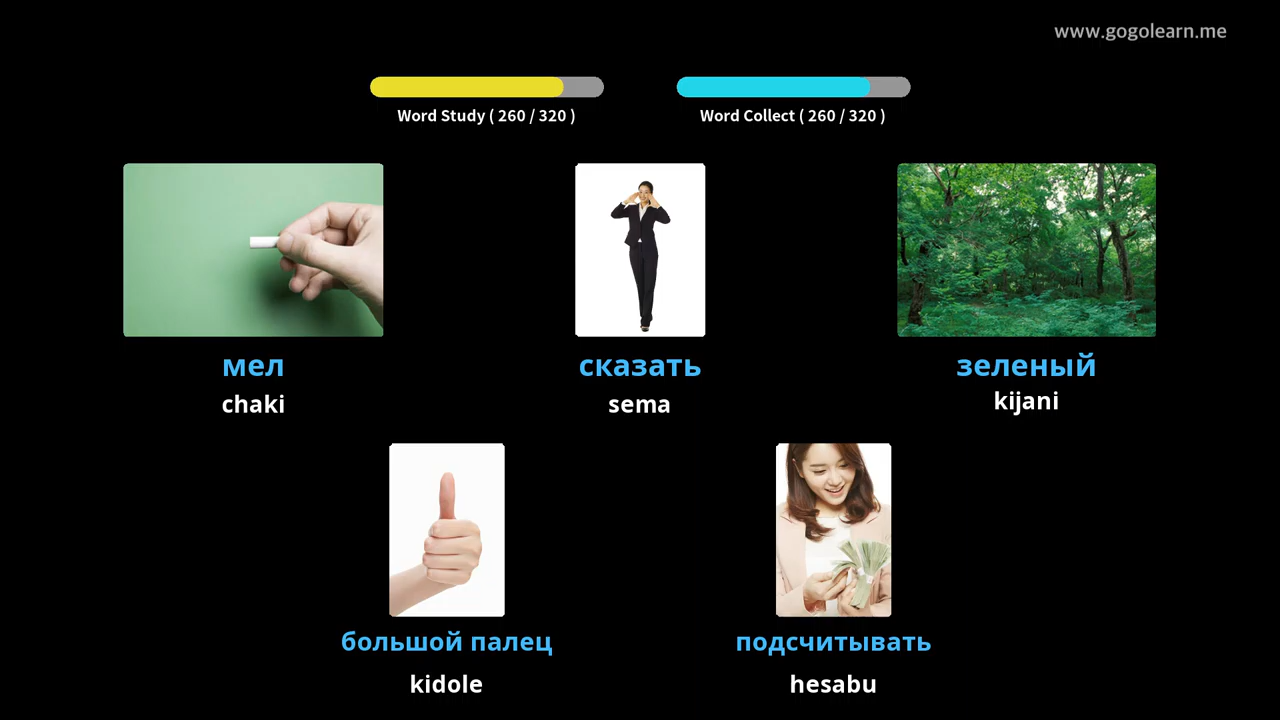 www.gogolearn.me
Word Study ( 260 / 320 )
Word Collect ( 260 / 320 )
мел
сказать
зеленый
chaki
sema
kijani
большой палец
подсчитывать
kidole
hesabu